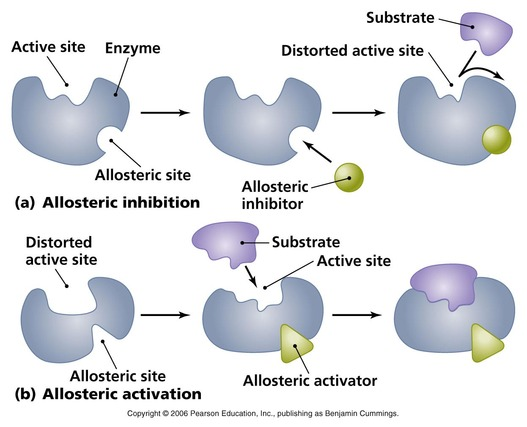 Substrate
Active site
Enzyme
Distorted active site
Allosteric site
Allosteric
inhibitor
(a) Allosteric inhibition
Distorted
active site
Substrate
Active site
Allosteric site
Allosteric activator
(b) Allosteric activation
Copyright © 2006 Pearson Education, Inc., publishing as Benjamin Cummings.